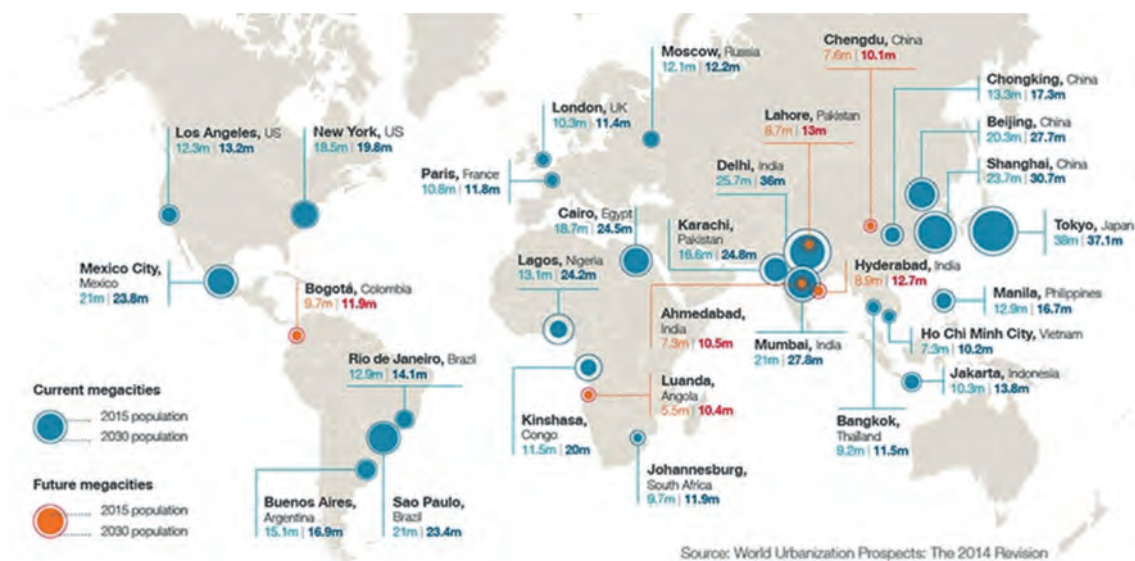 Moscow, Russia
12.1m | 12.2m
Chengdu, China
7.6m | 10.1m
Chongking, China
13.3m | 17.3m
London, UK
10.3m | 11.4m
Lahore, Pakistan
8.7m | 13m
Beijing, China
20.3m | 27.7m
Los Angeles, US
12.3m | 13.2m
New York, US
18.5m | 19.8m
Paris, France
10.8m | 11.8m
Delhi, India
25.7m | 36m
Shanghai, China
23.7m | 30.7m
Cairo, Egypt
18.7m | 24.5m
Karachi,
Pakistan
16.6m | 24.8m
Tokyo, Japan
38m | 37.1m
Mexico City,
Mexico
21m | 23.8m
Lagos, Nigeria
13.1m | 24.2m
Hyderabad, India
8.9m | 12.7m
Bogotá, Colombia
9.7m | 11.9m
Manila, Philippines
12.9m | 16.7m
Ahmedabad,
India
7.3m | 10.5m
Mumbai, India
21m | 27.8m
Ho Chi Minh City, Vietnam
7.3m | 10.2m
Rio de Janeiro, Brazil
12.9m | 14.1m
Jakarta, Indonesia
10.3m | 13.8m
Luanda,
Angola
5.5m | 10.4m
Kinshasa,
Congo
11.5m | 20m
Bangkok,
Thailand
9.2m | 11.5m
Johannesburg,
South Africa
9.7m | 11.9m
Buenos Aires,
Argentina
15.1m | 16.9m
Sao Paulo,
Brazil
21m | 23.4m
Current megacities
2015 population
2030 population
Future megacities
2015 population
2030 population
Source: World Urbanization Prospects: The 2014 Revision